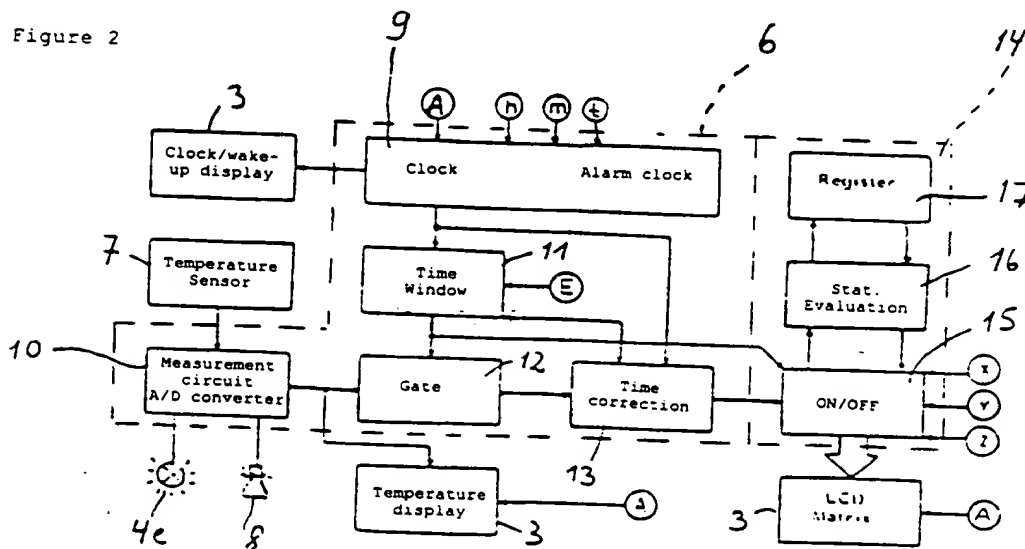 Figure 2
9
6
14
3
A
h
m
t
Clock/wake-
up display
Clock
Alarm clock
Register
17
7
11
Temperature
Sensor
Time
Window
E
16
Stat.
Evaluation
15
10
Measurement
circuit
A/D converter
Gate
12
Time
correction
ON/OFF
X
Y
Z
13
4e
8
Temperature
display
3
3
LCD
Matrix
A